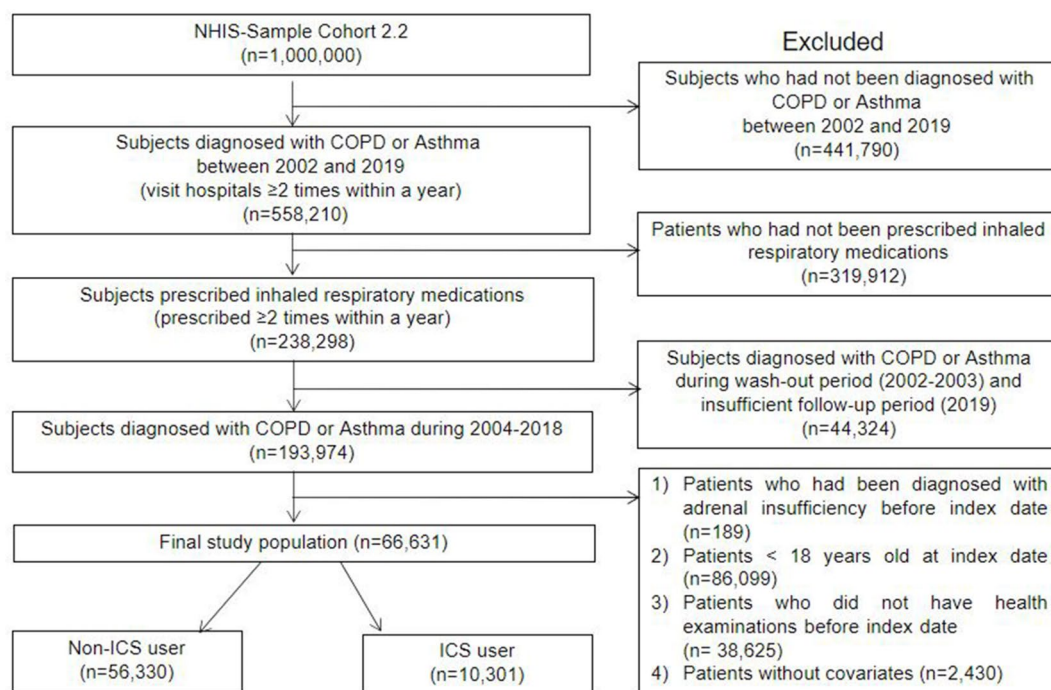 NHIS-Sample Cohort 2.2
(n=1,000,000)
Excluded
Subjects who had not been diagnosed with
COPD or Asthma
between 2002 and 2019
(n=441,790)
Subjects diagnosed with COPD or Asthma
between 2002 and 2019
(visit hospitals ≥2 times within a year)
(n=558,210)
Patients who had not been prescribed inhaled
respiratory medications
(n=319,912)
Subjects prescribed inhaled respiratory medications
(prescribed ≥2 times within a year)
(n=238,298)
Subjects diagnosed with COPD or Asthma
during wash-out period (2002-2003) and
insufficient follow-up period (2019)
(n=44,324)
Subjects diagnosed with COPD or Asthma during 2004-2018
(n=193,974)
1) Patients who had been diagnosed with
adrenal insufficiency before index date
(n=189)
2) Patients < 18 years old at index date
(n=86,099)
3) Patients who did not have health
examinations before index date
(n= 38,625)
4) Patients without covariates (n=2,430)
Final study population (n=66,631)
Non-ICS user
(n=56,330)
ICS user
(n=10,301)